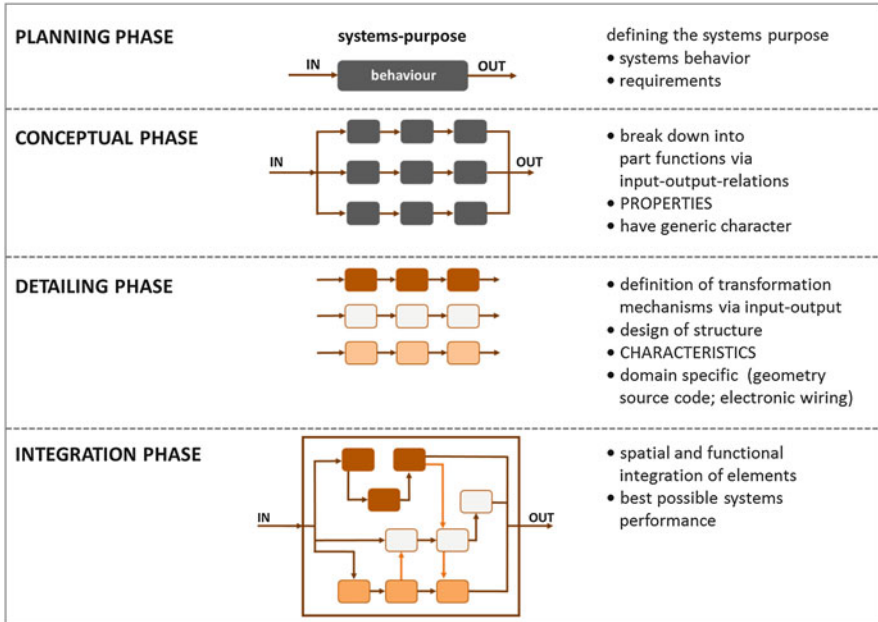 PLANNING PHASE
systems-purpose
IN
behaviour
OUT
defining the systems purpose
• systems behavior
• requirements
CONCEPTUAL PHASE
IN
OUT
• break down into
part functions via
input-output-relations
• PROPERTIES
• have generic character
DETAILING PHASE
• definition of transformation
mechanisms via input-output
• design of structure
• CHARACTERISTICS
• domain specific (geometry
source code; electronic wiring)
INTEGRATION PHASE
IN
OUT
• spatial and functional
integration of elements
• best possible systems
performance